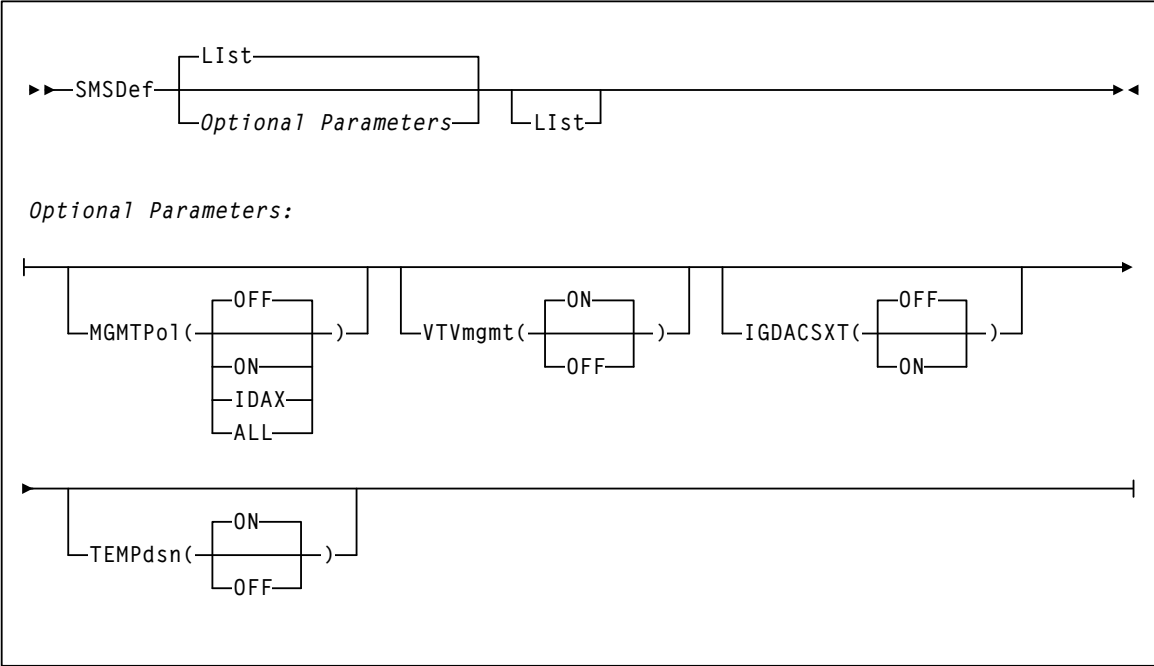 LIst
SMSDef
Optional Parameters
LIst
Optional Parameters:
OFF
ON
OFF
MGMTPol( )
VTVmgmt( )
IGDACSXT( )
ON
OFF
ON
IDAX
ALL
ON
TEMPdsn( )
OFF